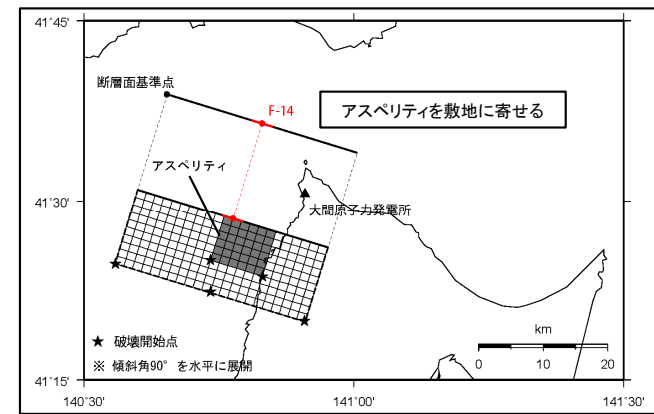 41°45'
断層面基準点
F-14
アスペリティを敷地に寄せる
アスペリティ
41°30'
大間原子力発電所
★ 破壊開始点
※ 傾斜角90° を水平に展開
km
0 10 20
41°15'
140°30' 141°00' 141°30'